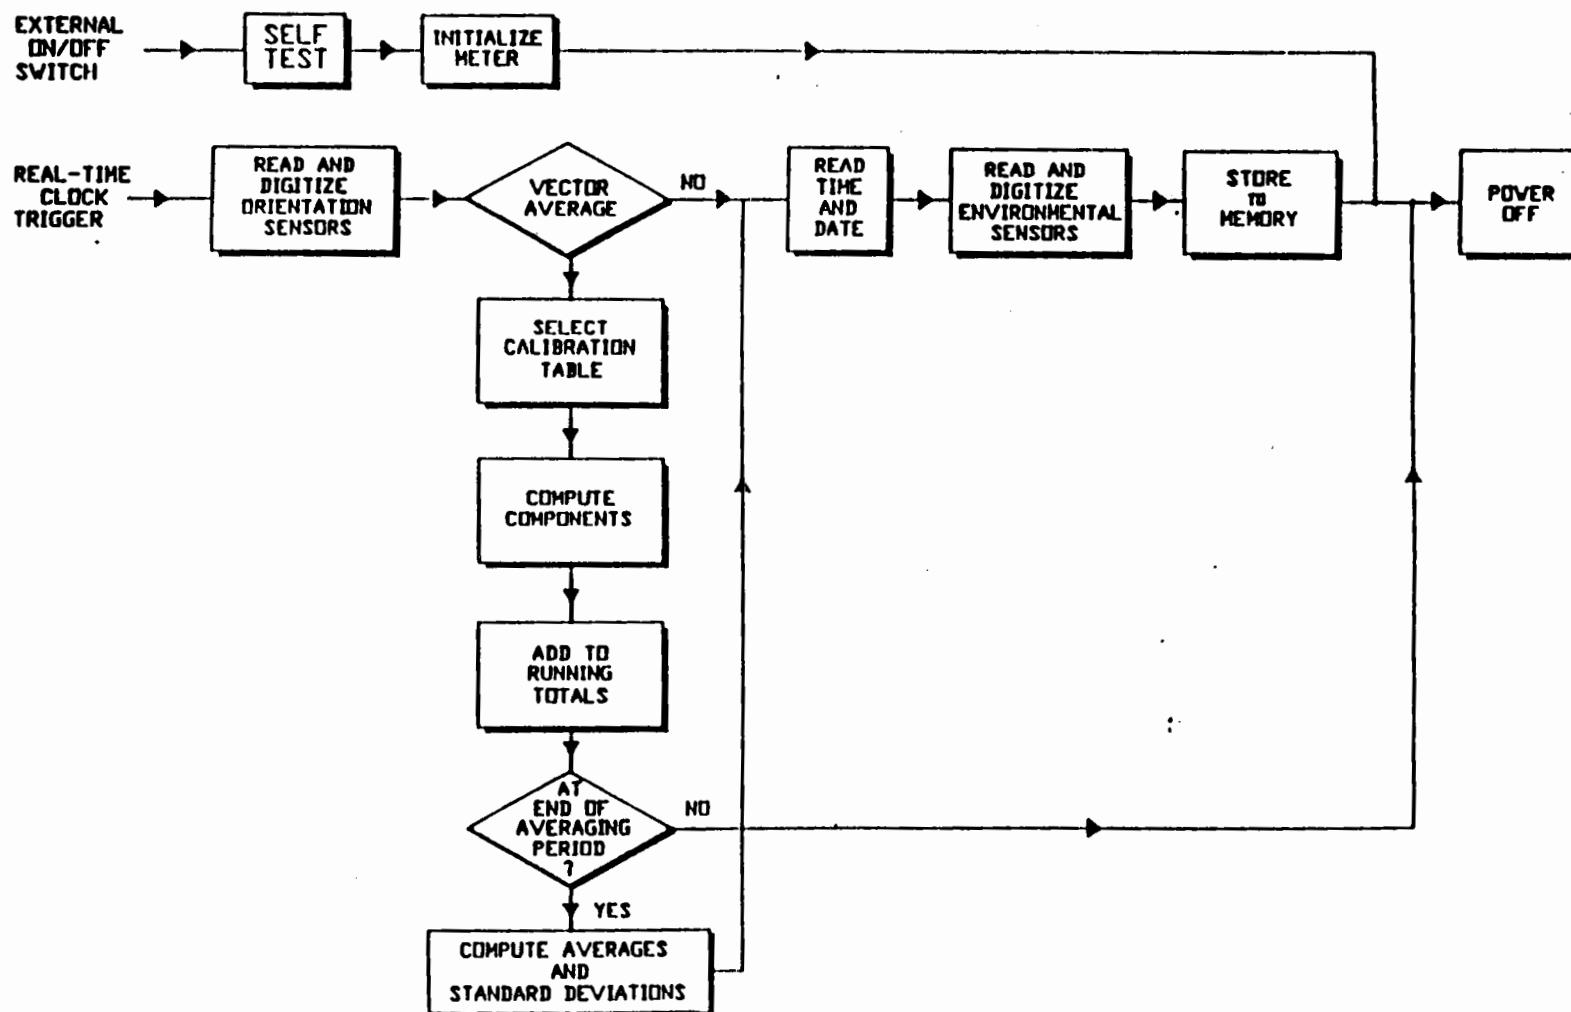 EXTERNAL
ON/OFF
SWITCH
SELF
TEST
INITIALIZE
METER
REAL-TIME
CLOCK
TRIGGER
READ AND
DIGITIZE
ORIENTATION
SENSORS
VECTOR
AVERAGE
NO
READ
TIME
AND
DATE
READ AND
DIGITIZE
ENVIRONMENTAL
SENSORS
STORE
TO
MEMORY
POWER
OFF
SELECT
CALIBRATION
TABLE
COMPUTE
COMPONENTS
ADD TO
RUNNING
TOTALS
AT
END OF
AVERAGING
PERIOD
?
NO
YES
COMPUTE AVERAGES
AND
STANDARD DEVIATIONS